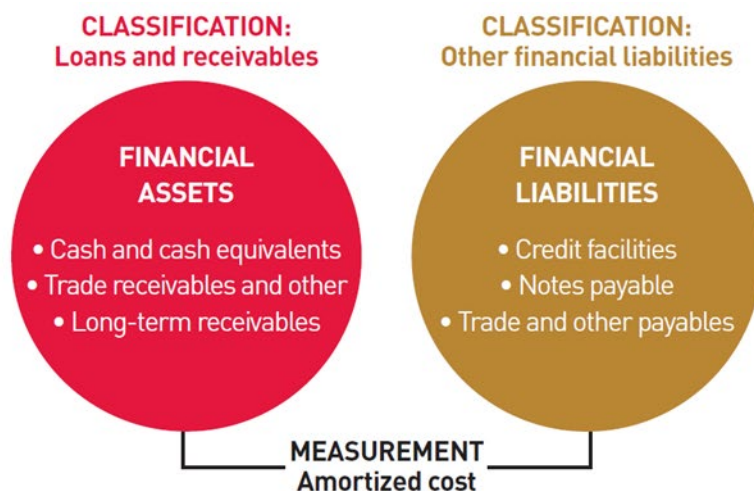 CLASSIFICATION:
Loans and receivables
FINANCIAL
ASSETS
• Cash and cash equivalents
• Trade receivables and other
• Long-term receivables
CLASSIFICATION:
Other financial liabilities
FINANCIAL
LIABILITIES
• Credit facilities
• Notes payable
• Trade and other payables
MEASUREMENT
Amortized cost